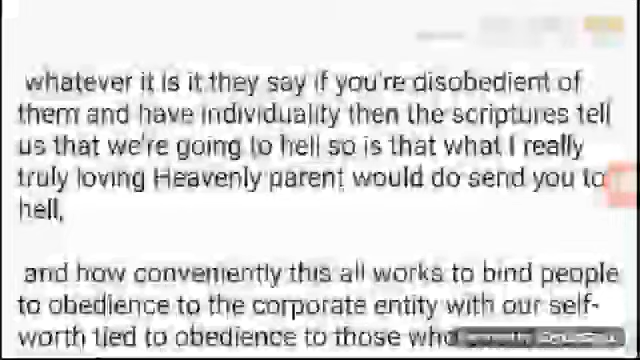 whatever it is it they say if you're disobedient of
them and have individuality then the scriptures tell
us that we're going to hell so is that what I really
truly loving Heavenly parent would do send you to
hell,
and how conveniently this all works to bind people
to obedience to the corporate entity with our self-
worth tied to obedience to those who